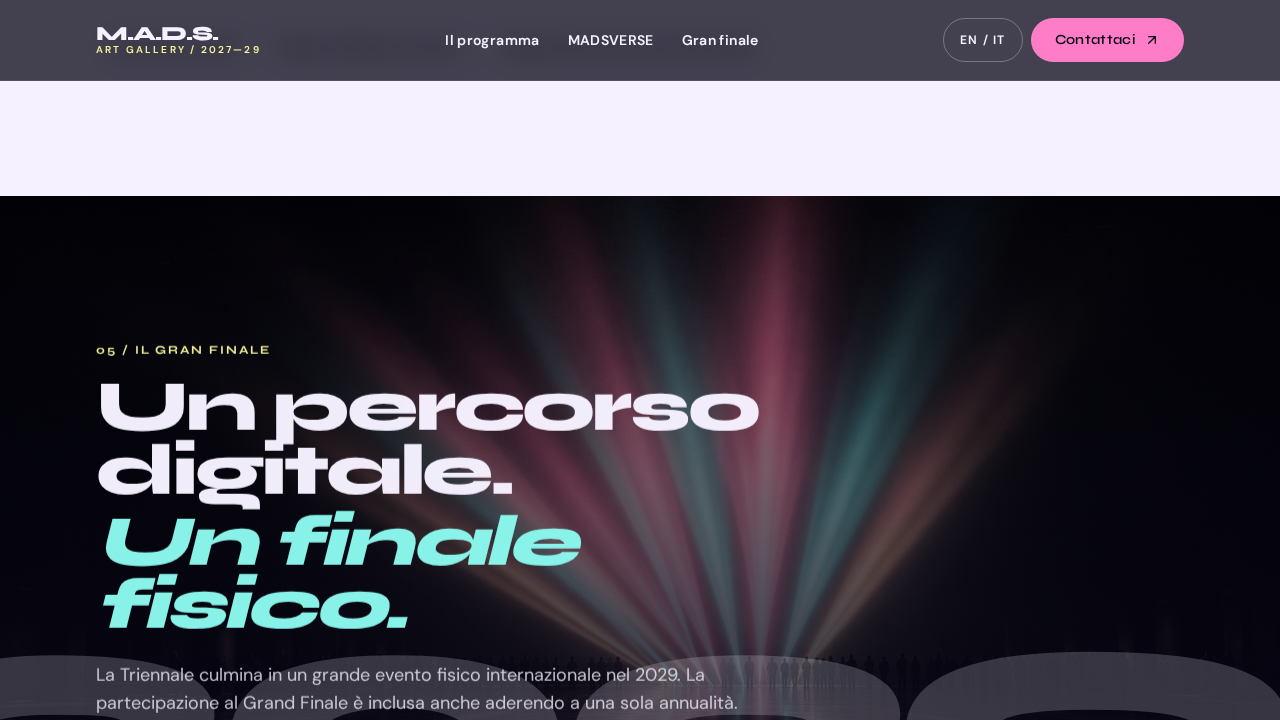 M.A.D.S.
ART GALLERY / 2027—29
Il programma
MADSVERSE
Gran finale
EN / IT
Contattaci
05 / IL GRAN FINALE
Un percorso
digitale.
Un finale
fisico.
La Triennale culmina in un grande evento fisico internazionale nel 2029. La
partecipazione al Grand Finale è inclusa anche aderendo a una sola annualità.